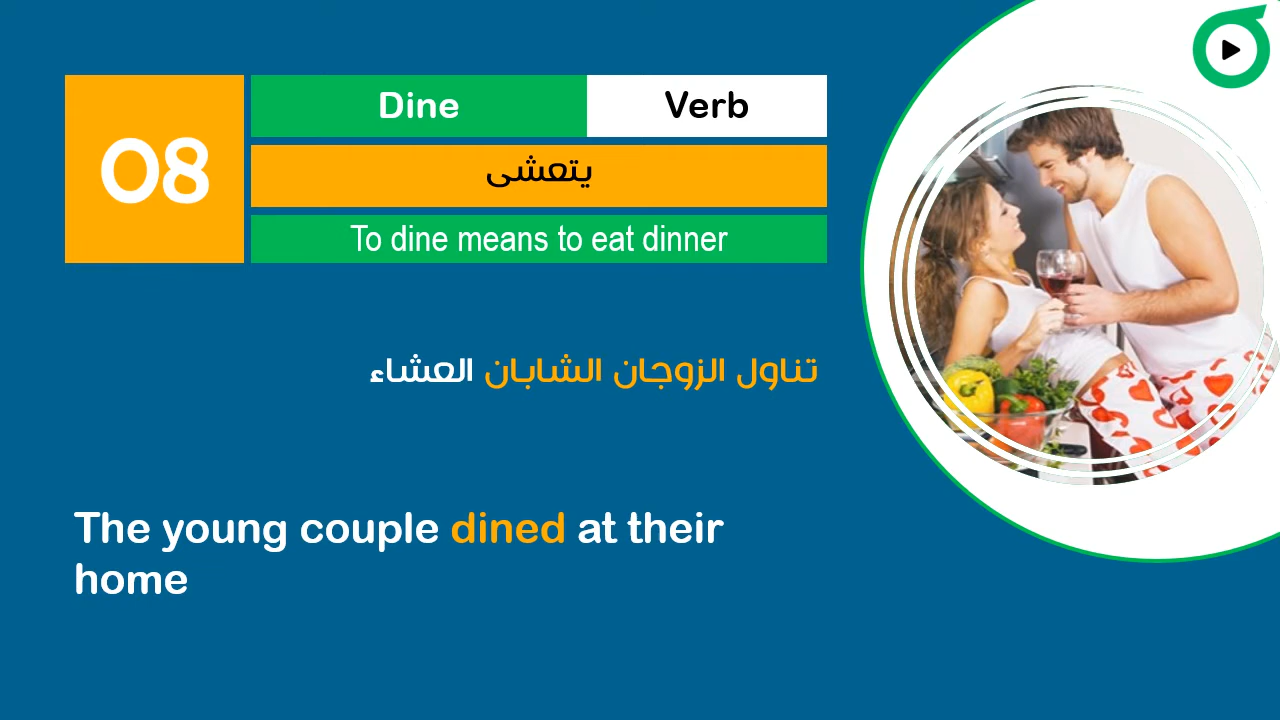 08
Dine
Verb
يتعشى
To dine means to eat dinner
تناول الزوجان الشابان العشاء
The young couple dined at their
home